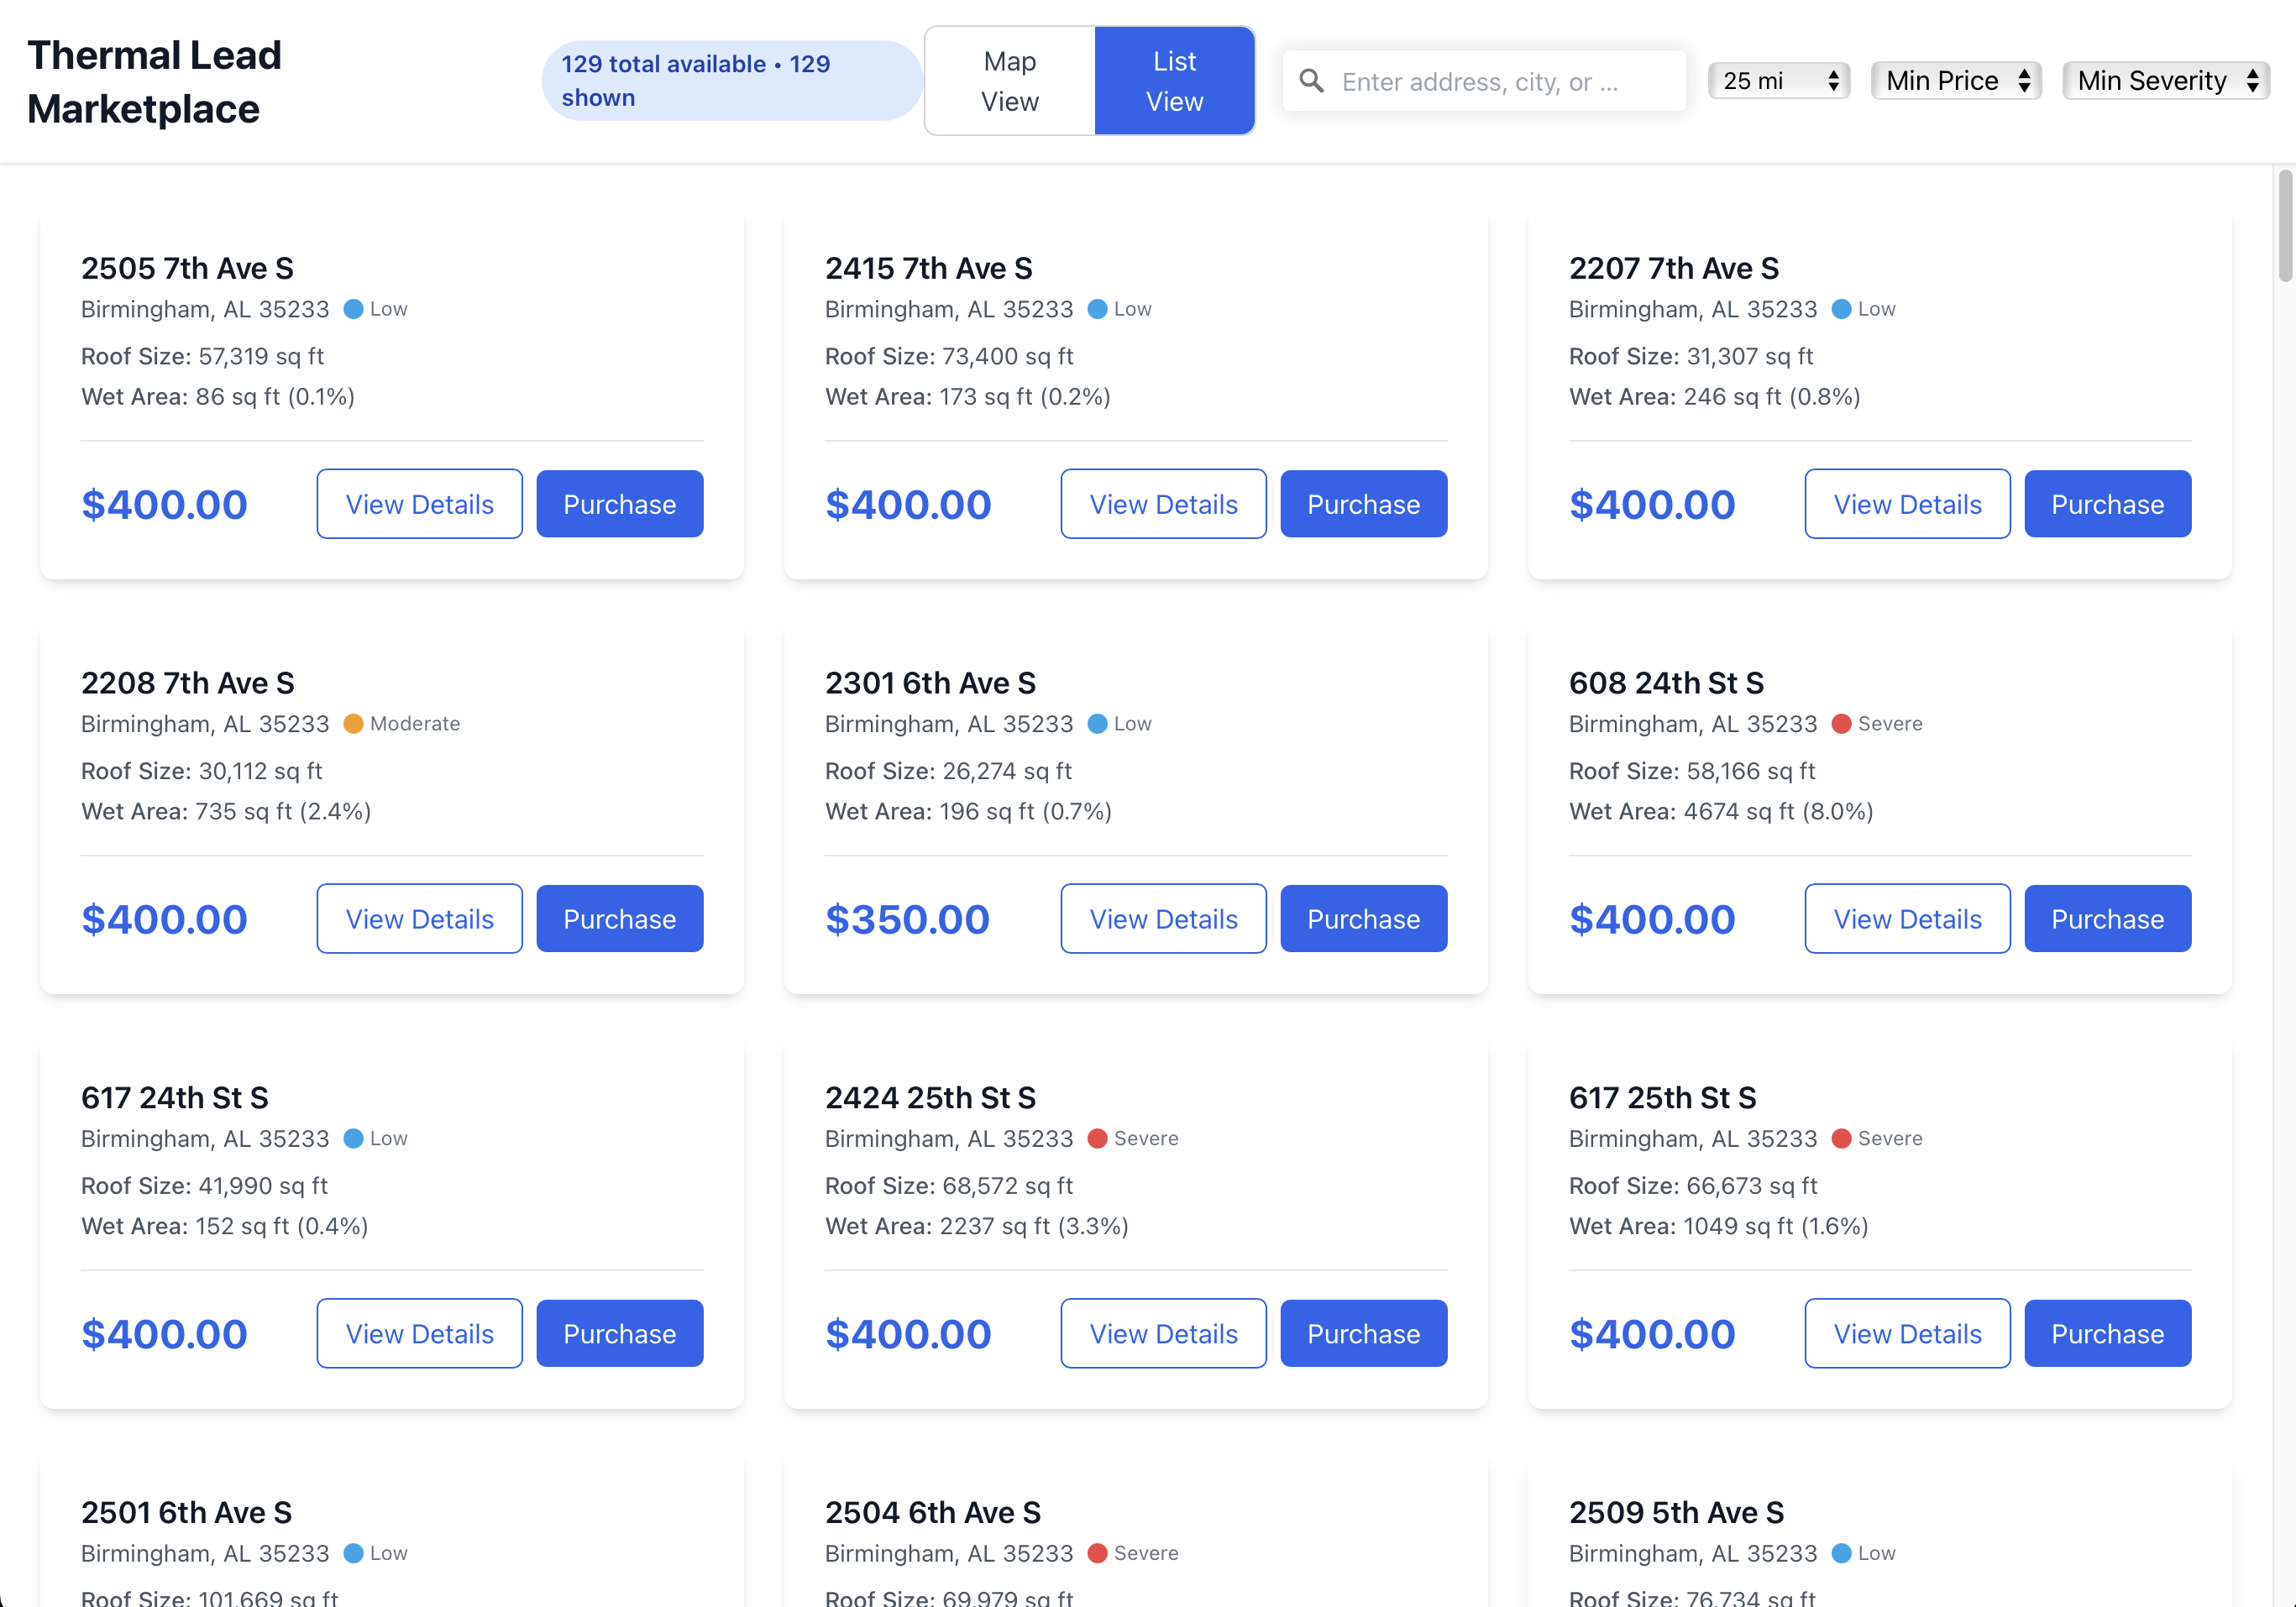 Thermal Lead
Marketplace
129 total available • 129
shown
Map
View
List
View
Enter address, city, or ...
25 mi
Min Price
Min Severity
2505 7th Ave S
Birmingham, AL 35233 Low
Roof Size: 57,319 sq ft
Wet Area: 86 sq ft (0.1%)
$400.00 View Details Purchase
2415 7th Ave S
Birmingham, AL 35233 Low
Roof Size: 73,400 sq ft
Wet Area: 173 sq ft (0.2%)
$400.00 View Details Purchase
2207 7th Ave S
Birmingham, AL 35233 Low
Roof Size: 31,307 sq ft
Wet Area: 246 sq ft (0.8%)
$400.00 View Details Purchase
2208 7th Ave S
Birmingham, AL 35233 Moderate
Roof Size: 30,112 sq ft
Wet Area: 735 sq ft (2.4%)
$400.00 View Details Purchase
2301 6th Ave S
Birmingham, AL 35233 Low
Roof Size: 26,274 sq ft
Wet Area: 196 sq ft (0.7%)
$350.00 View Details Purchase
608 24th St S
Birmingham, AL 35233 Severe
Roof Size: 58,166 sq ft
Wet Area: 4674 sq ft (8.0%)
$400.00 View Details Purchase
617 24th St S
Birmingham, AL 35233 Low
Roof Size: 41,990 sq ft
Wet Area: 152 sq ft (0.4%)
$400.00 View Details Purchase
2424 25th St S
Birmingham, AL 35233 Severe
Roof Size: 68,572 sq ft
Wet Area: 2237 sq ft (3.3%)
$400.00 View Details Purchase
617 25th St S
Birmingham, AL 35233 Severe
Roof Size: 66,673 sq ft
Wet Area: 1049 sq ft (1.6%)
$400.00 View Details Purchase
2501 6th Ave S
Birmingham, AL 35233 Low
Roof Size: 101,669 sq ft
2504 6th Ave S
Birmingham, AL 35233 Severe
Roof Size: 69,979 sq ft
2509 5th Ave S
Birmingham, AL 35233 Low
Roof Size: 76,734 sq ft